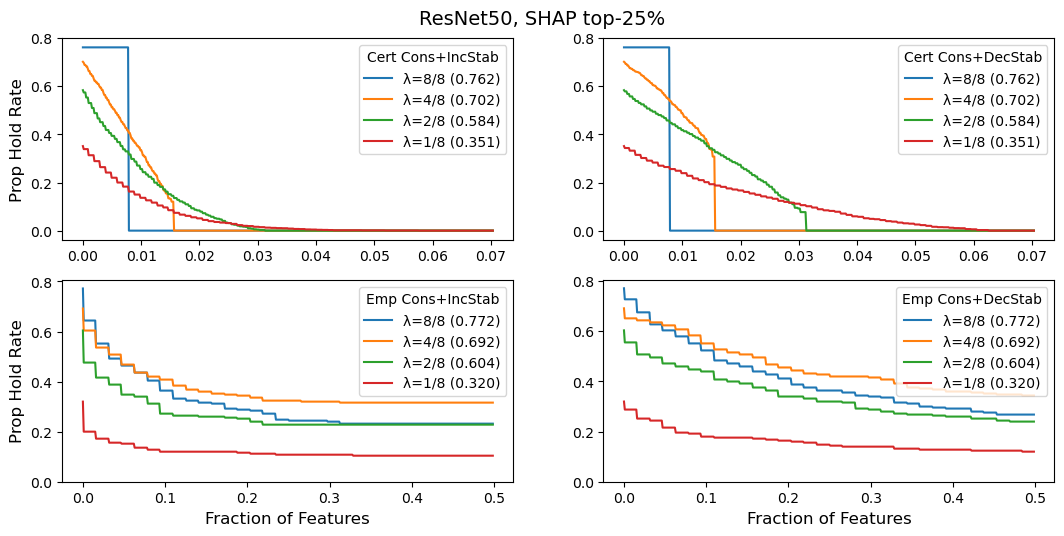 ResNet50, SHAP top-25%
Prop Hold Rate
0.8
0.6
0.4
0.2
0.0
Cert Cons+IncStab
λ=8/8 (0.762)
λ=4/8 (0.702)
λ=2/8 (0.584)
λ=1/8 (0.351)
0.00 0.01 0.02 0.03 0.04 0.05 0.06 0.07
0.8
0.6
0.4
0.2
0.0
Cert Cons+DecStab
λ=8/8 (0.762)
λ=4/8 (0.702)
λ=2/8 (0.584)
λ=1/8 (0.351)
0.00 0.01 0.02 0.03 0.04 0.05 0.06 0.07
Prop Hold Rate
0.8
0.6
0.4
0.2
0.0
Emp Cons+IncStab
λ=8/8 (0.772)
λ=4/8 (0.692)
λ=2/8 (0.604)
λ=1/8 (0.320)
0.0 0.1 0.2 0.3 0.4 0.5
Fraction of Features
0.8
0.6
0.4
0.2
0.0
Emp Cons+DecStab
λ=8/8 (0.772)
λ=4/8 (0.692)
λ=2/8 (0.604)
λ=1/8 (0.320)
0.0 0.1 0.2 0.3 0.4 0.5
Fraction of Features